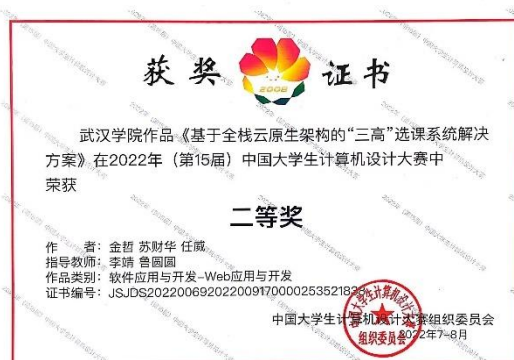 获奖
2008
证书
武汉学院作品《基于全栈云原生架构的“三高”选课系统解决
方案》在2022年（第15届）中国大学生计算机设计大赛中
荣获
二等奖
作 者：金哲 苏财华 任威
指导教师：李靖 鲁圆圆
作品类别：软件应用与开发-Web应用与开发
证书编号：JSJDS20220069202200917000025352183
中国大学生计算机设计大赛组织委员会
组织委员会
2022年7-8月